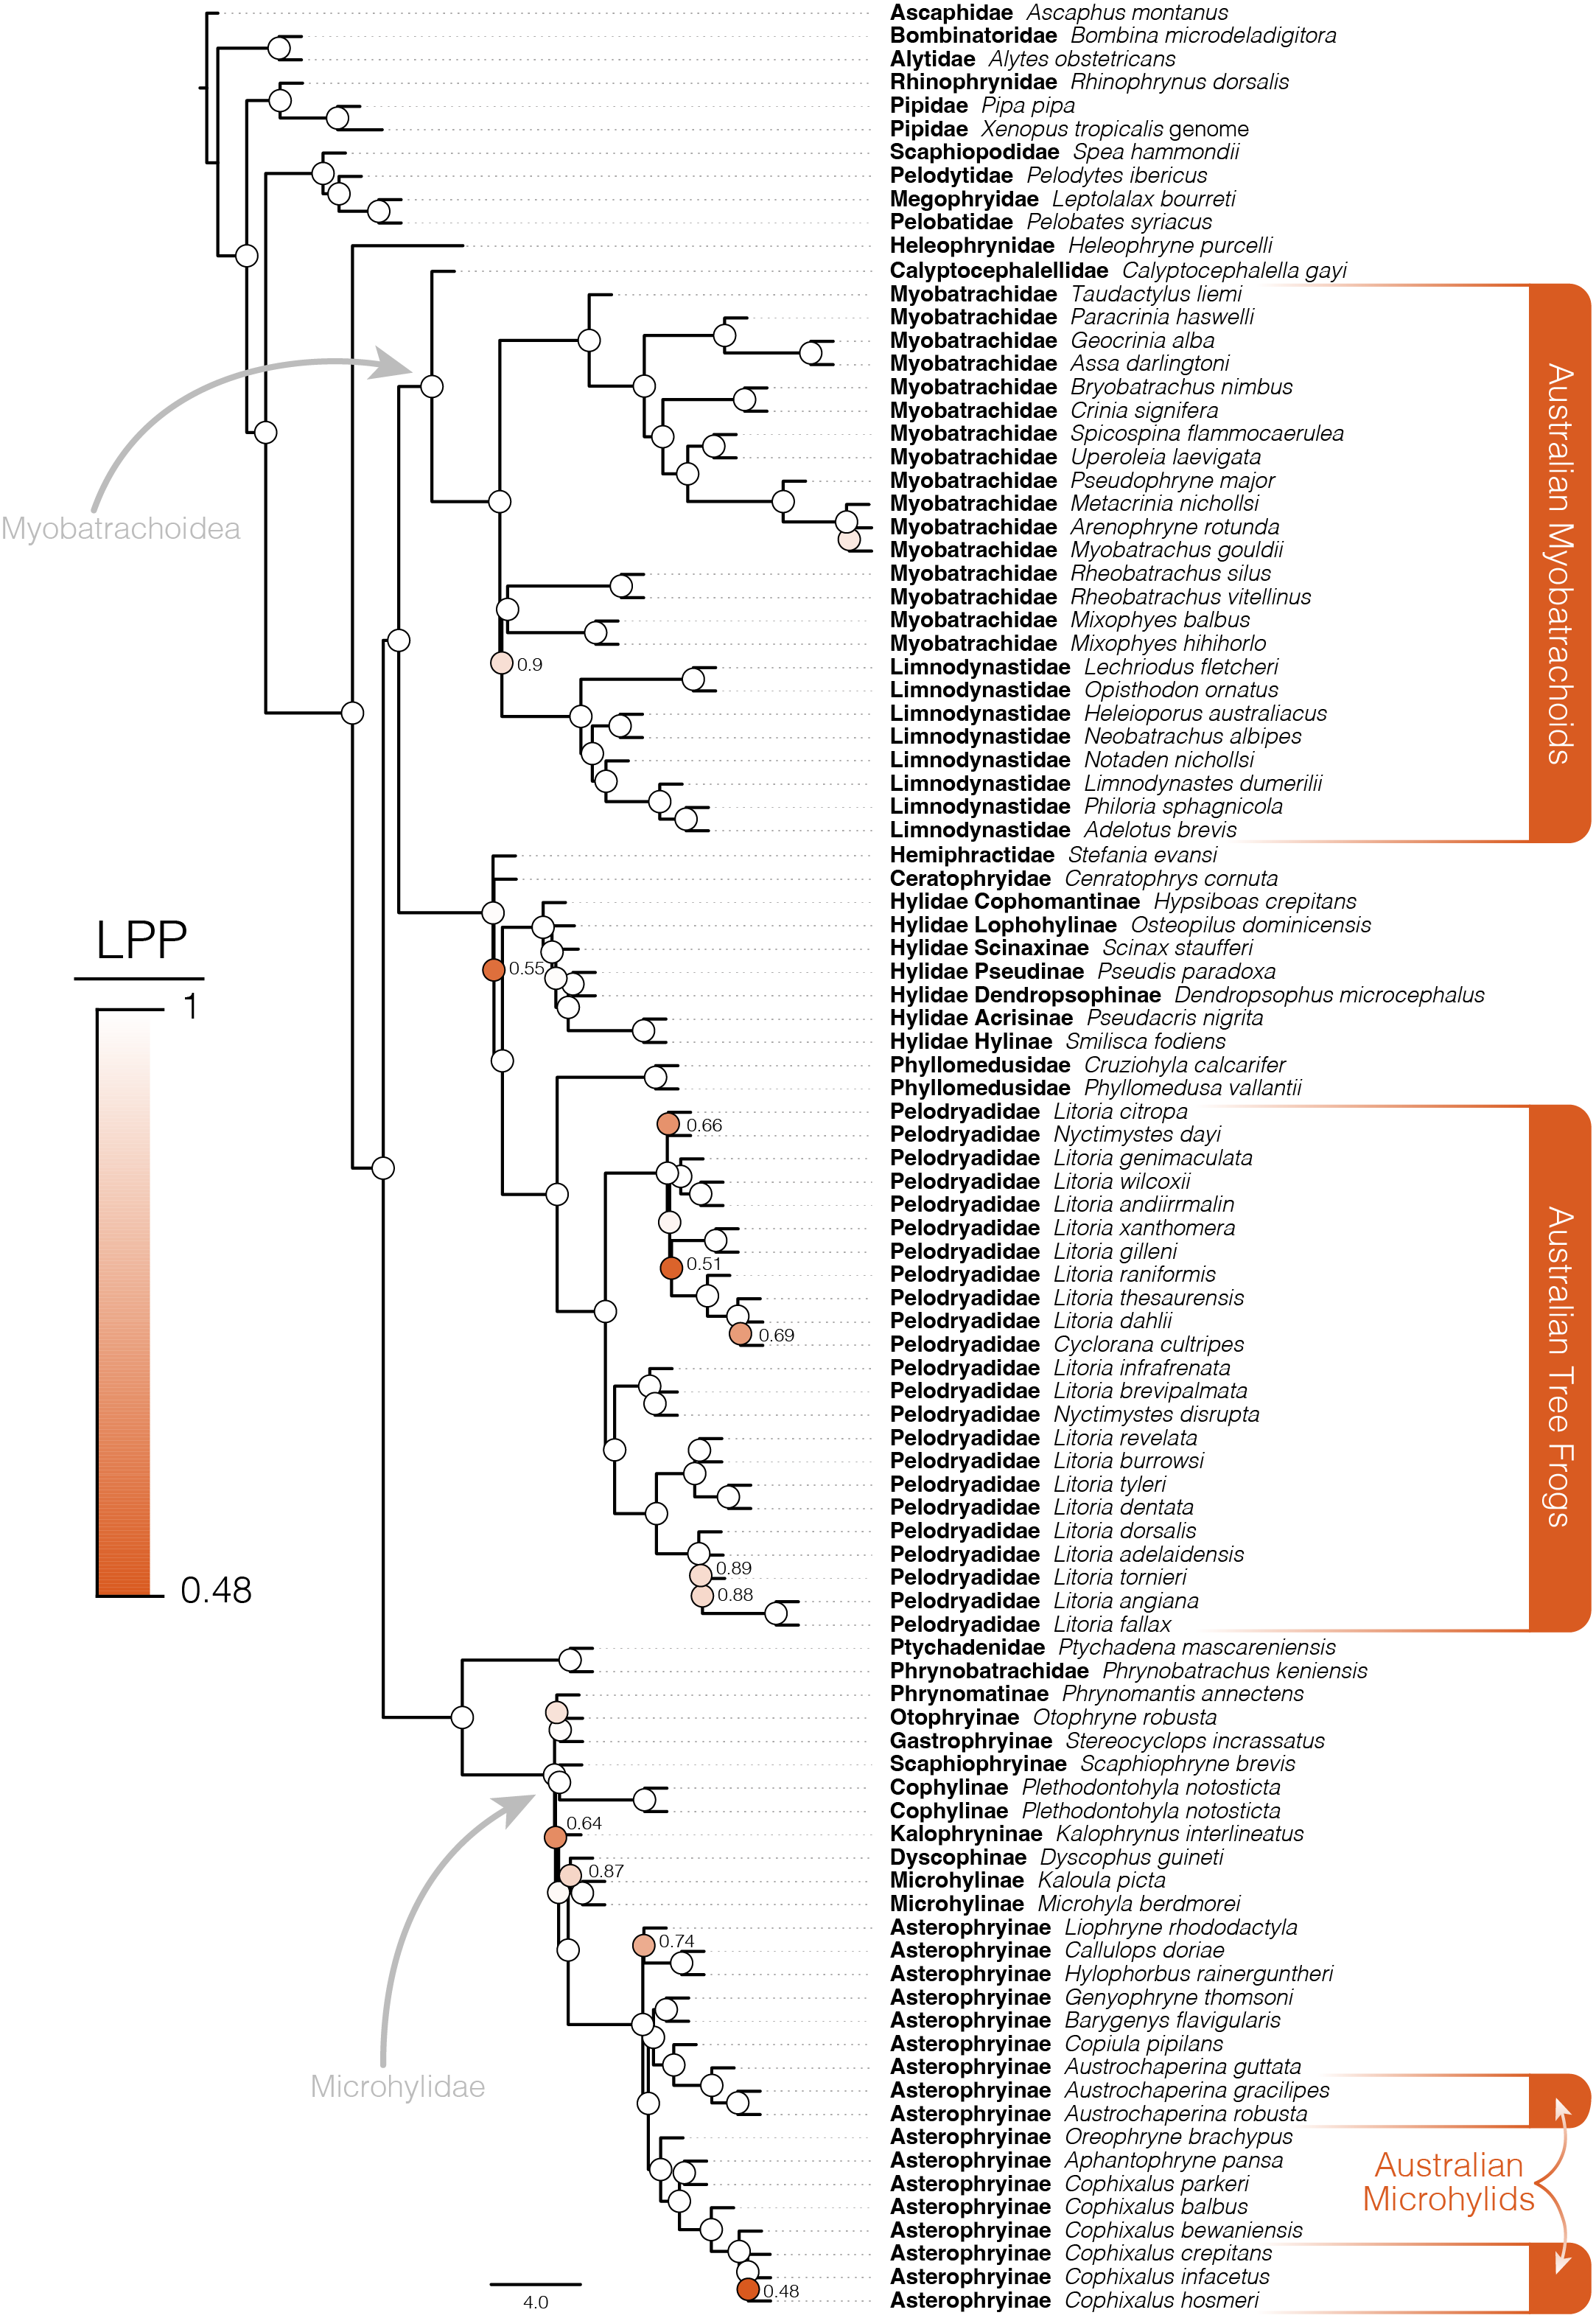 Ascaphidae Ascaphus montanus
Bombinatoridae Bombina microdeladigitora
Alytidae Alytes obstetricans
Rhinophrynidae Rhinophrynus dorsalis
Pipidae Pipa pipa
Pipidae Xenopus tropicalis genome
Scaphiopodidae Spea hammondii
Pelodytidae Pelodytes ibericus
Megophryidae Leptolalax bourreti
Pelobatidae Pelobates syriacus
Heleophrynidae Heleophryne purcelli
Calyptocephalellidae Calyptocephalella gayi
Myobatrachidae Taudactylus liemi
Myobatrachidae Paracrinia haswelli
Myobatrachidae Geocrinia alba
Myobatrachidae Assa darlingtoni
Myobatrachidae Bryobatrachus nimbus
Myobatrachidae Crinia signifera
Myobatrachidae Spicospina flammocaerulea
Myobatrachidae Uperoleia laevigata
Myobatrachidae Pseudophryne major
Myobatrachidae Metacrinia nichollsi
Myobatrachidae Arenophryne rotunda
Myobatrachidae Myobatrachus gouldii
Myobatrachidae Rheobatrachus silus
Myobatrachidae Rheobatrachus vitellinus
Myobatrachidae Mixophyes balbus
Myobatrachidae Mixophyes hihihorlo
Limnodynastidae Lechriodus fletcheri
Limnodynastidae Opisthodon ornatus
Limnodynastidae Heleioporus australiacus
Limnodynastidae Neobatrachus albipes
Limnodynastidae Notaden nichollsi
Limnodynastidae Limnodynastes dumerilii
Limnodynastidae Philoria sphagnicola
Limnodynastidae Adelotus brevis
Hemiphractidae Stefania evansi
Ceratophryidae Cenratophrys cornuta
Hylidae Cophomantinae Hypsiboas crepitans
Hylidae Lophohylinae Osteopilus dominicensis
Hylidae Scinaxinae Scinax staufferi
Hylidae Pseudinae Pseudis paradoxa
Hylidae Dendropsophinae Dendropsophus microcephalus
Hylidae Acrisinae Pseudacris nigrita
Hylidae Hylinae Smilisca fodiens
Phyllomedusidae Cruziohyla calcarifer
Phyllomedusidae Phyllomedusa vallantii
Pelodryadidae Litoria citropa
Pelodryadidae Nyctimystes dayi
Pelodryadidae Litoria genimaculata
Pelodryadidae Litoria wilcoxii
Pelodryadidae Litoria andiirrmalin
Pelodryadidae Litoria xanthomera
Pelodryadidae Litoria gilleni
Pelodryadidae Litoria raniformis
Pelodryadidae Litoria thesaurensis
Pelodryadidae Litoria dahlii
Pelodryadidae Cyclorana cultripes
Pelodryadidae Litoria infrafrenata
Pelodryadidae Litoria brevipalmata
Pelodryadidae Nyctimystes disrupta
Pelodryadidae Litoria revelata
Pelodryadidae Litoria burrowsi
Pelodryadidae Litoria tyleri
Pelodryadidae Litoria dentata
Pelodryadidae Litoria dorsalis
Pelodryadidae Litoria adelaidensis
Pelodryadidae Litoria tornieri
Pelodryadidae Litoria angiana
Pelodryadidae Litoria fallax
Ptychadenidae Ptychadena mascareniensis
Phrynobatrachidae Phrynobatrachus keniensis
Phrynomatinae Phrynomantis annectens
Otophryinae Otophryne robusta
Gastrophryinae Stereocyclops incrassatus
Scaphiophryinae Scaphiophryne brevis
Cophylinae Plethodontohyla notosticta
Cophylinae Plethodontohyla notosticta
Kalophryninae Kalophrynus interlineatus
Dyscophinae Dyscophus guineti
Microhylinae Kaloula picta
Microhylinae Microhyla berdmorei
Asterophryinae Liophryne rhododactyla
Asterophryinae Callulops doriae
Asterophryinae Hylophorbus rainerguntheri
Asterophryinae Genyophryne thomsoni
Asterophryinae Barygenys flavigularis
Asterophryinae Copiula pipilans
Asterophryinae Austrochaperina guttata
Asterophryinae Austrochaperina gracilipes
Asterophryinae Austrochaperina robusta
Asterophryinae Oreophryne brachypus
Asterophryinae Aphantophryne pansa
Asterophryinae Cophixalus parkeri
Asterophryinae Cophixalus balbus
Asterophryinae Cophixalus bewaniensis
Asterophryinae Cophixalus crepitans
Asterophryinae Cophixalus infacetus
Asterophryinae Cophixalus hosmeri
Myobatrachoidea
Microhylidae
LPP
1
0.48
0.9
0.55
0.66
0.51
0.69
0.89
0.88
0.64
0.87
0.74
0.48
4.0
Australian Myobatrachoids
Australian Tree Frogs
Australian
Microhylids